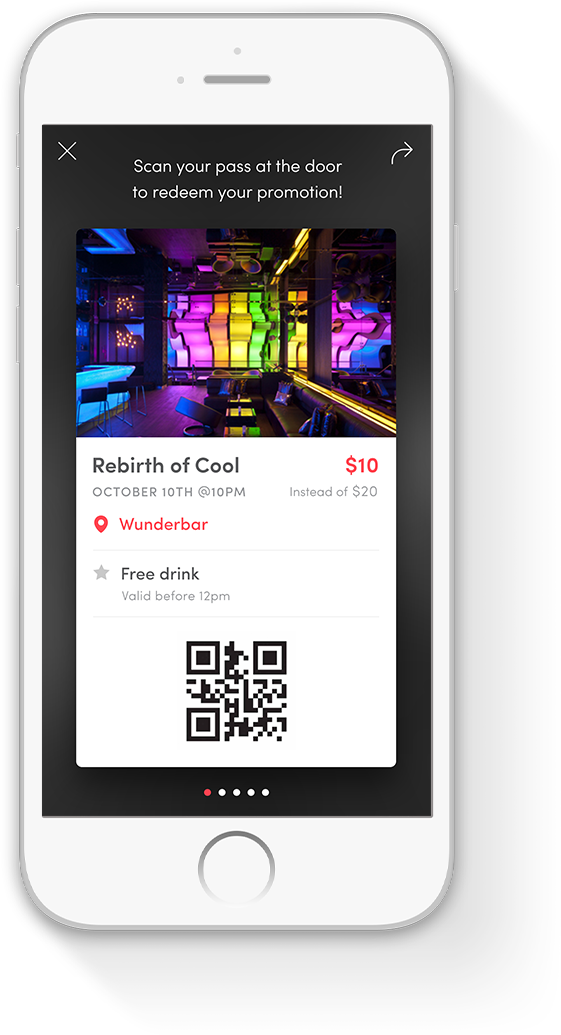 Scan your pass at the door
to redeem your promotion!
Rebirth of Cool
$10
OCTOBER 10TH @10PM
Instead of $20
Wunderbar
Free drink
Valid before 12pm